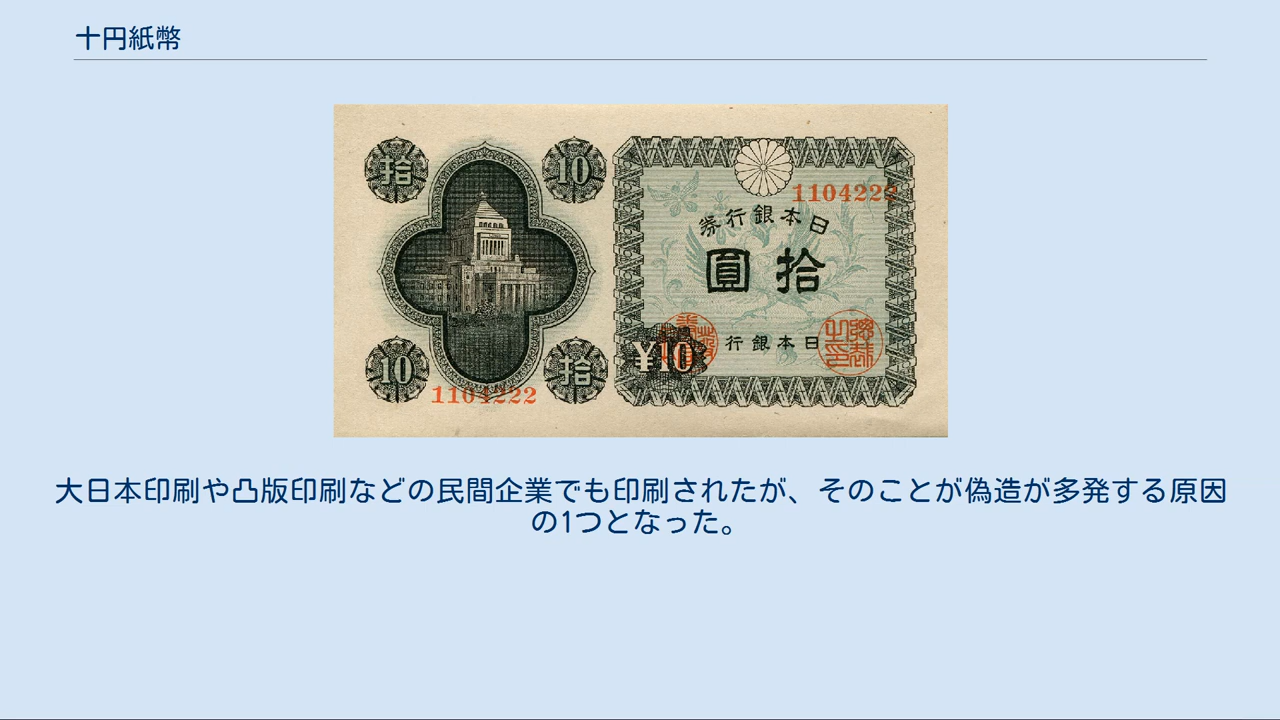 十円紙幣
拾
10
1104222
日本銀行券
拾圓
日本銀行
¥10
10
拾
1104222
大日本印刷や凸版印刷などの民間企業でも印刷されたが、そのことが偽造が多発する原因
の1つとなった。